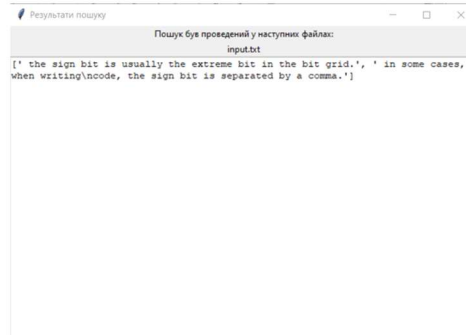 Результати пошуку
Пошук був проведений у наступних файлах:
input.txt
[' the sign bit is usually the extreme bit in the bit grid.', ' in some cases,
when writing\ncode, the sign bit is separated by a comma.']